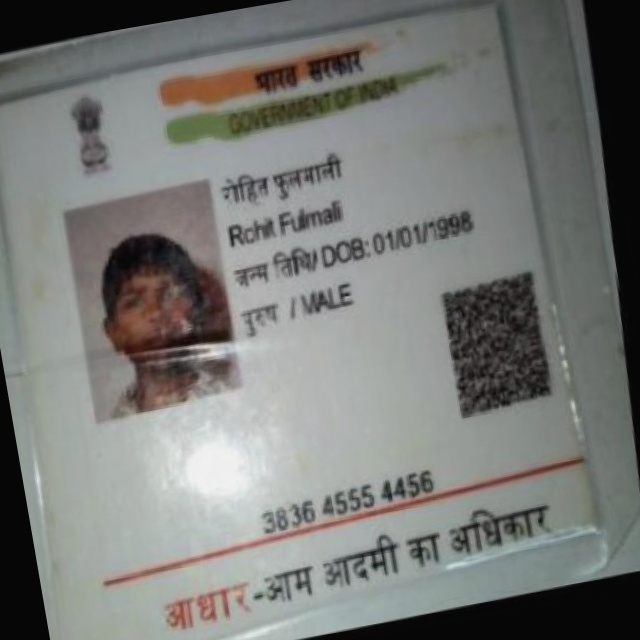 भारत सरकार
GOVERNMENT OF INDIA
रोहित फुलमाली
Rohit Fulmali
जन्म तिथि/ DOB: 01/01/1998
पुरुष / MALE
3836 4555 4456
आधार-आम आदमी का अधिकार